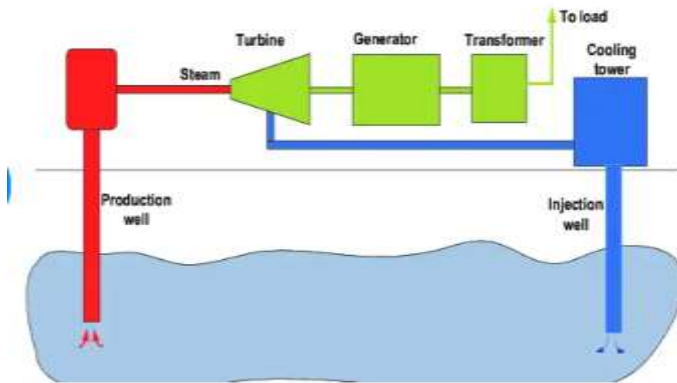 To load
Turbine
Generator
Transformer
Cooling
tower
Steam
Production
well
Injection
well